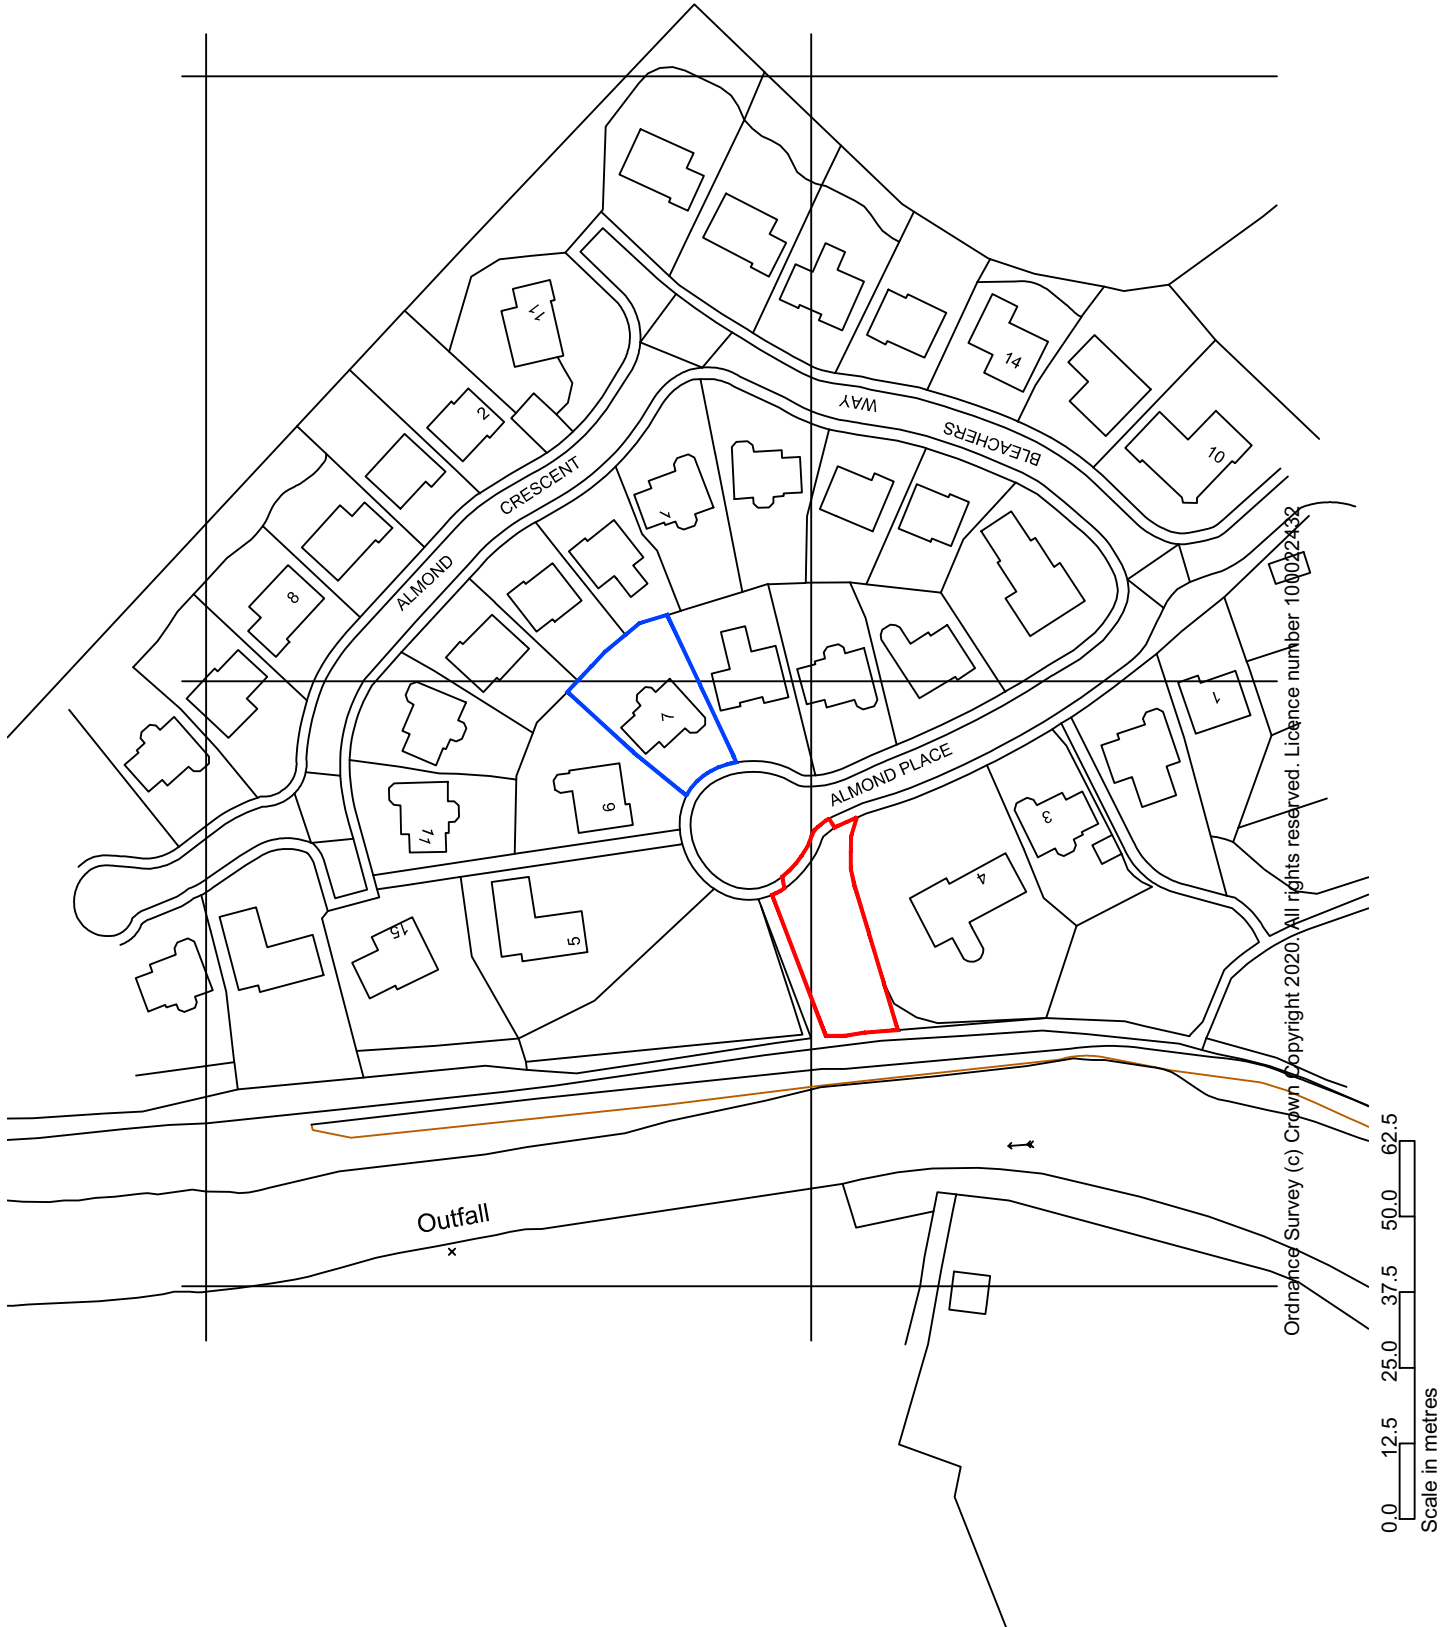 11
14
WAY
BLEACHERS
2
10
CRESCENT
1
ALMOND
8
1
7
ALMOND PLACE
9
3
11
4
15
5
Outfall
Ordnance Survey (c) Crown Copyright 2020. All rights reserved. Licence number 100022432
0.0 12.5 25.0 37.5 50.0 62.5
Scale in metres